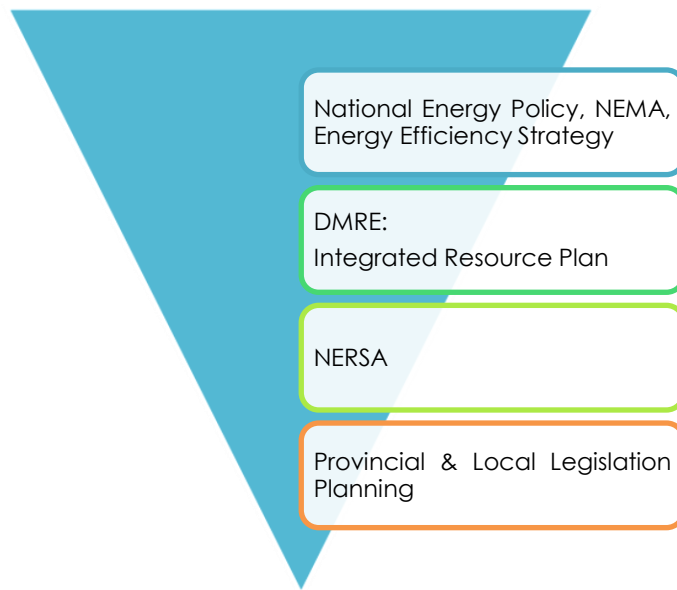 National Energy Policy, NEMA,
Energy Efficiency Strategy
DMRE:
Integrated Resource Plan
NERSA
Provincial & Local Legislation
Planning